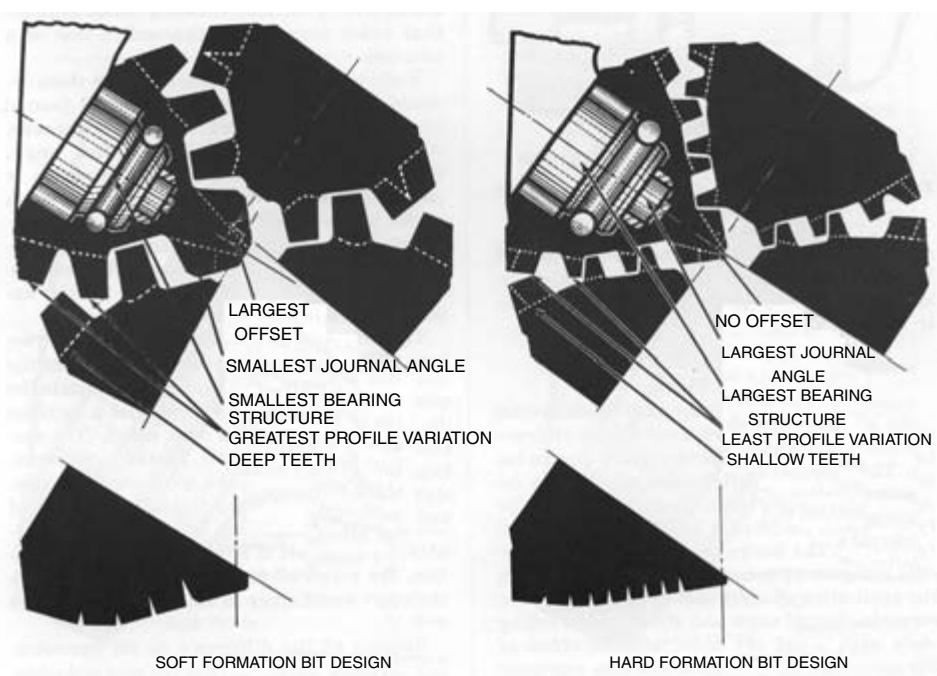 LARGEST
OFFSET
SMALLEST JOURNAL ANGLE
SMALLEST BEARING
STRUCTURE
GREATEST PROFILE VARIATION
DEEP TEETH
NO OFFSET
LARGEST JOURNAL
ANGLE
LARGEST BEARING
STRUCTURE
LEAST PROFILE VARIATION
SHALLOW TEETH
SOFT FORMATION BIT DESIGN
HARD FORMATION BIT DESIGN